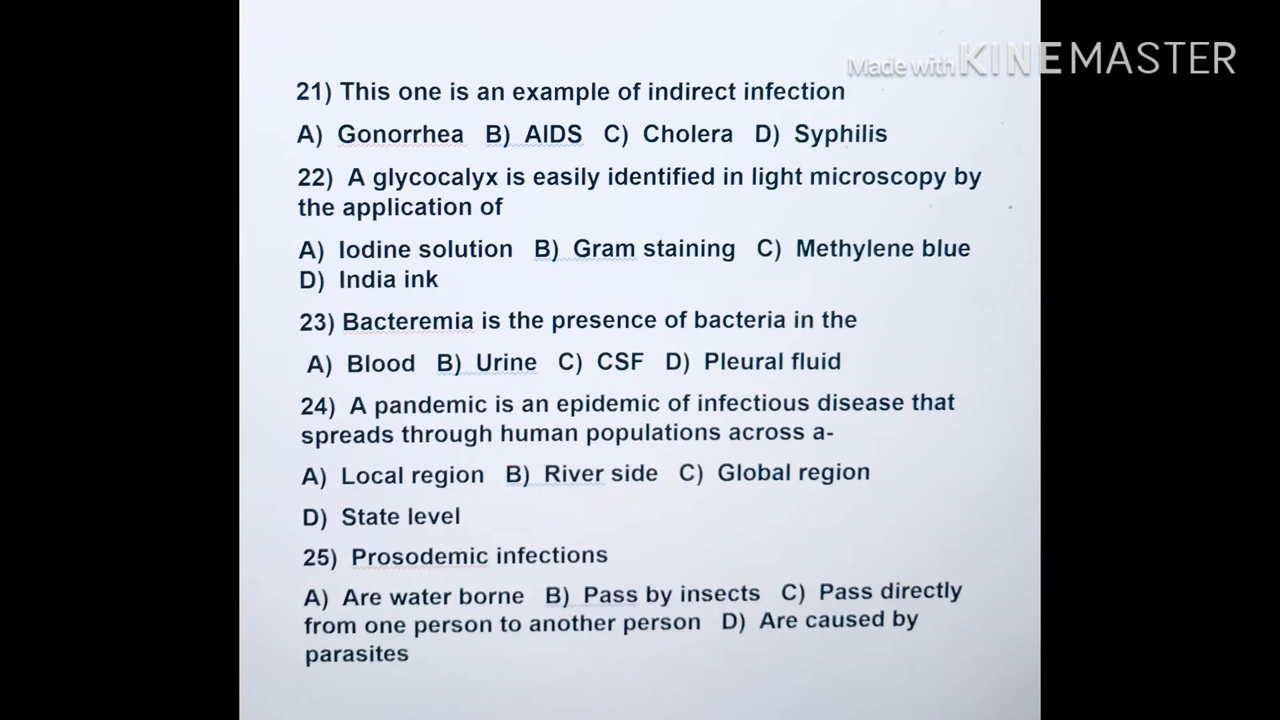 Made with KINEMASTER
21) This one is an example of indirect infection
A) Gonorrhea B) AIDS C) Cholera D) Syphilis
22) A glycocalyx is easily identified in light microscopy by
the application of
A) Iodine solution B) Gram staining C) Methylene blue
D) India ink
23) Bacteremia is the presence of bacteria in the
A) Blood B) Urine C) CSF D) Pleural fluid
24) A pandemic is an epidemic of infectious disease that
spreads through human populations across a-
A) Local region B) River side C) Global region
D) State level
25) Prosodemic infections
A) Are water borne B) Pass by insects C) Pass directly
from one person to another person D) Are caused by
parasites